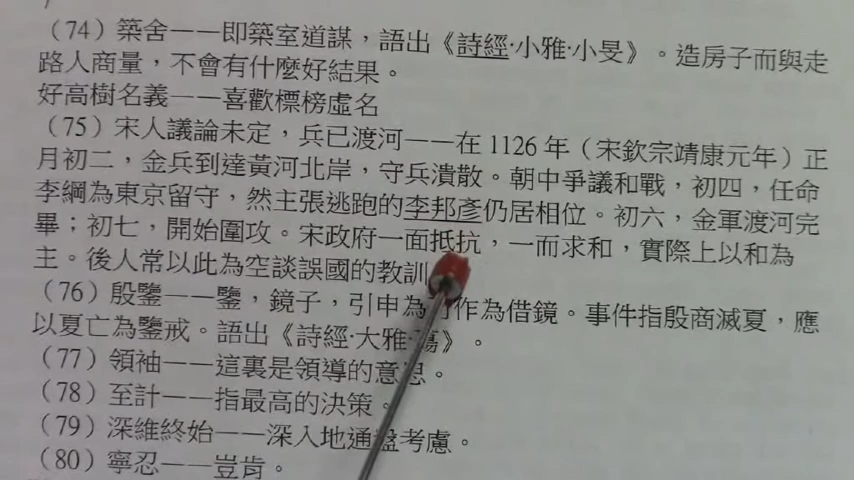 （74）築舍——即築室道謀，語出《詩經·小雅·小旻》。造房子而與走
路人商量，不會有什麼好結果。
好高樹名義——喜歡標榜虛名
（75）宋人議論未定，兵已渡河——在1126年（宋欽宗靖康元年）正
月初二，金兵到達黃河北岸，守兵潰散。朝中爭議和戰，初四，任命
李綱為東京留守，然主張逃跑的李邦彥仍居相位。初六，金軍渡河完
畢；初七，開始圍攻。宋政府一面抵抗，一而求和，實際上以和為
主。後人常以此為空談誤國的教訓
（76）殷鑒——鑒，鏡子，引申為 作為借鏡。事件指殷商滅夏，應
以夏亡為鑒戒。語出《詩經·大雅·蕩》。
（77）領袖——這裏是領導的意思。
（78）至計——指最高的決策。
（79）深維終始——深入地通盤考慮。
（80）寧忍——豈肯。